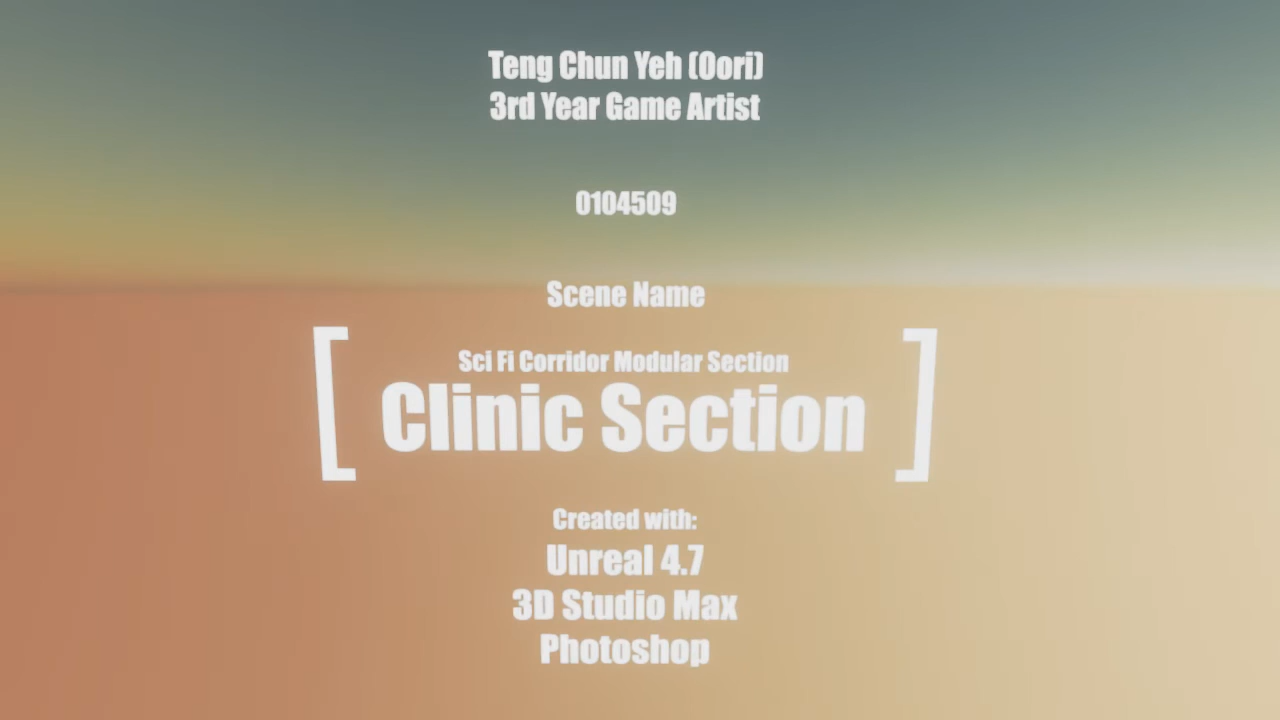 Teng Chun Yeh (Oori)
3rd Year Game Artist
0104509
Scene Name
Sci Fi Corridor Modular Section
[ Clinic Section ]
Created with:
Unreal 4.7
3D Studio Max
Photoshop